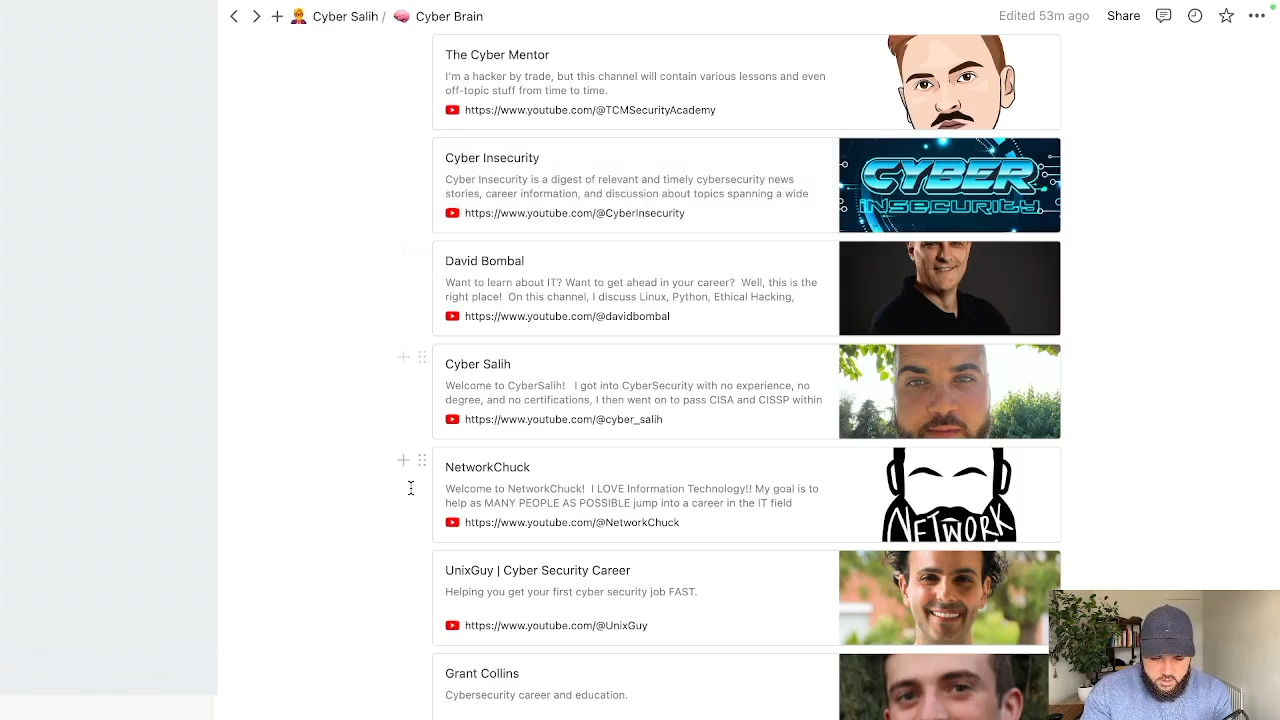 Cyber Salih / Cyber Brain
Edited 53m ago Share
The Cyber Mentor
I'm a hacker by trade, but this channel will contain various lessons and even
off-topic stuff from time to time.
https://www.youtube.com/@TCMSecurityAcademy
Cyber Insecurity
Cyber Insecurity is a digest of relevant and timely cybersecurity news
stories, career information, and discussion about topics spanning a wide
https://www.youtube.com/@CyberInsecurity
CYBER
INSECURITY
David Bombal
Want to learn about IT? Want to get ahead in your career? Well, this is the
right place! On this channel, I discuss Linux, Python, Ethical Hacking,
https://www.youtube.com/@davidbombal
Cyber Salih
Welcome to CyberSalih! I got into CyberSecurity with no experience, no
degree, and no certifications, I then went on to pass CISA and CISSP within
https://www.youtube.com/@cyber_salih
NetworkChuck
Welcome to NetworkChuck! I LOVE Information Technology!! My goal is to
help as MANY PEOPLE AS POSSIBLE jump into a career in the IT field
https://www.youtube.com/@NetworkChuck
NETWORK
UnixGuy | Cyber Security Career
Helping you get your first cyber security job FAST.
https://www.youtube.com/@UnixGuy
Grant Collins
Cybersecurity career and education.